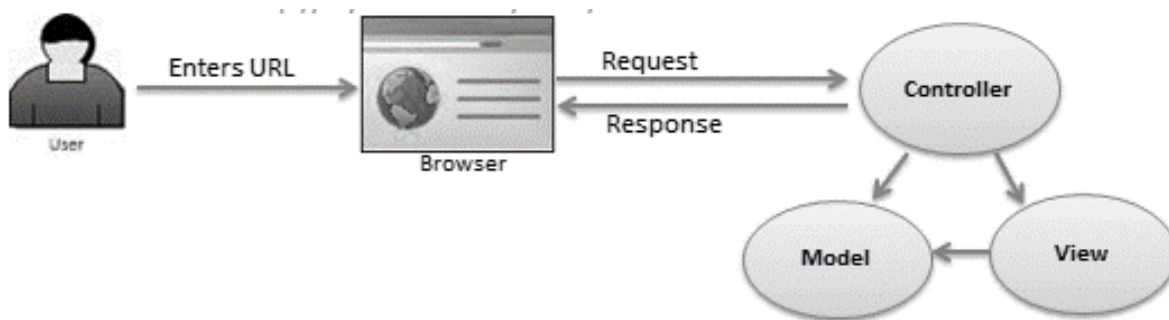 Enters URL
Request
Controller
Response
User
Browser
Model
View